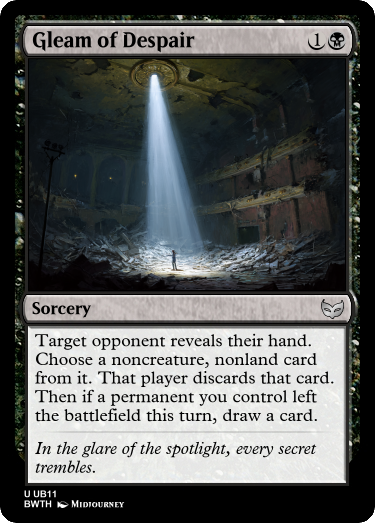 Gleam of Despair 1
Sorcery
Target opponent reveals their hand.
Choose a noncreature, nonland card
from it. That player discards that card.
Then if a permanent you control left
the battlefield this turn, draw a card.
In the glare of the spotlight, every secret
trembles.
U UB11
BWTH Midjourney